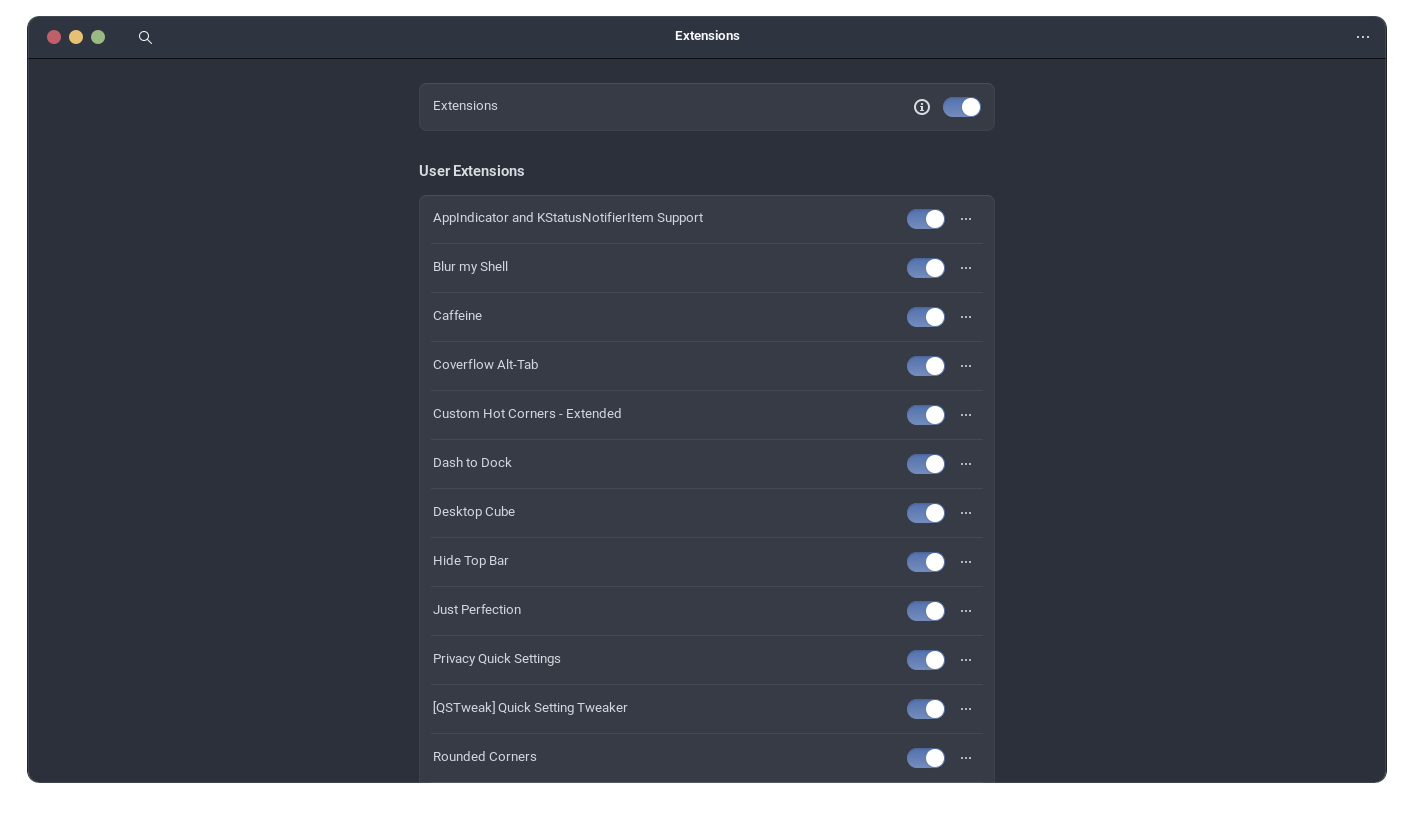 Extensions
Extensions
User Extensions
AppIndicator and KStatusNotifierItem Support
Blur my Shell
Caffeine
Coverflow Alt-Tab
Custom Hot Corners - Extended
Dash to Dock
Desktop Cube
Hide Top Bar
Just Perfection
Privacy Quick Settings
[QSTweak] Quick Setting Tweaker
Rounded Corners